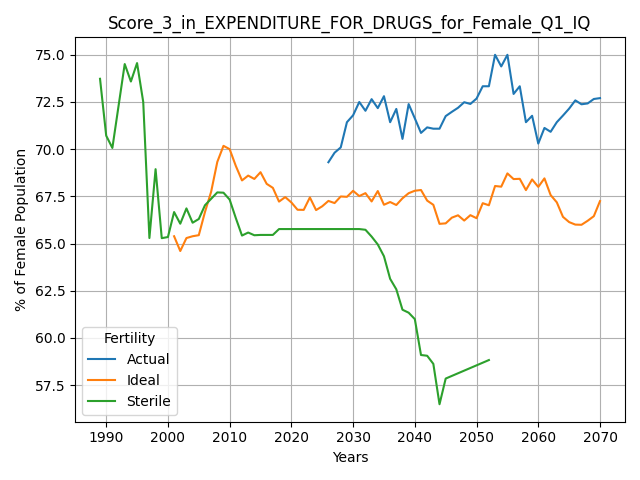 Score_3_in_EXPENDITURE_FOR_DRUGS_for_Female_Q1_IQ
% of Female Population
75.0
72.5
70.0
67.5
65.0
62.5
60.0
57.5
Fertility
Actual
Ideal
Sterile
1990 2000 2010 2020 2030 2040 2050 2060 2070
Years